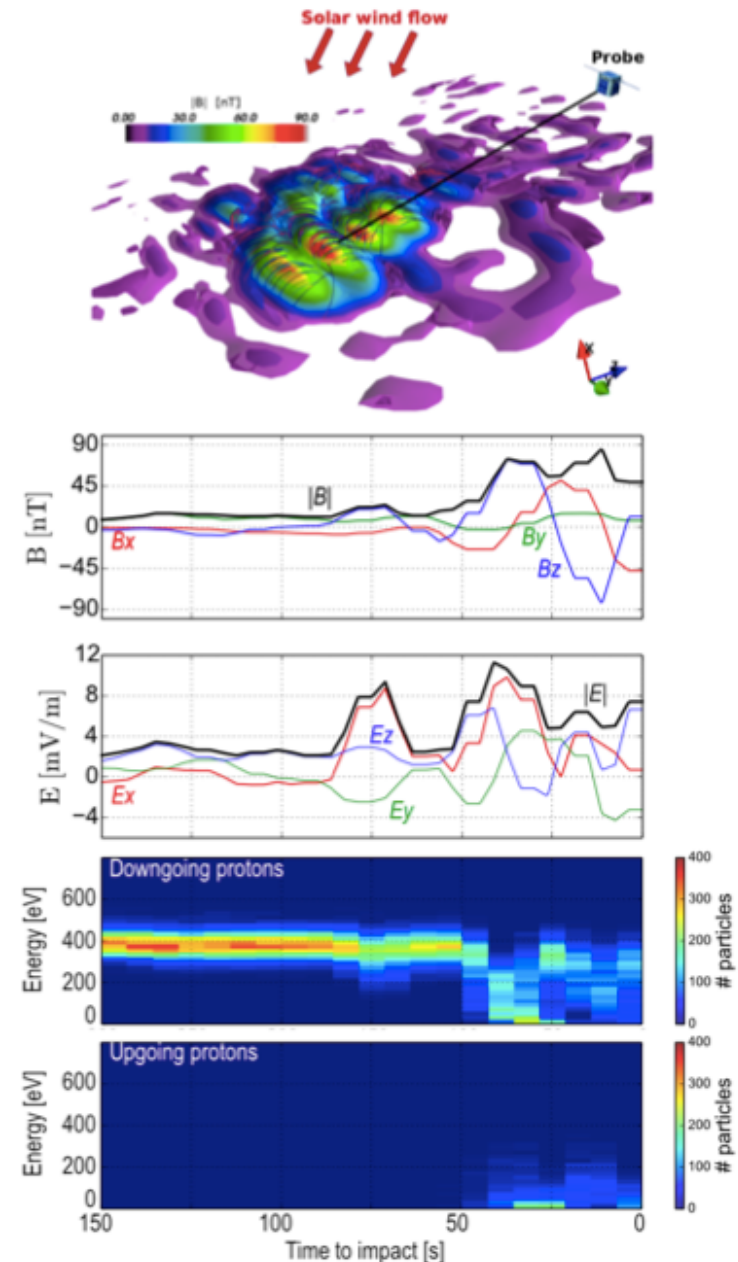 Solar wind flow
Probe
|B| [nT]
0.00 30.0 60.0 90.0
X
z
Y
90
45
0
−45
−90
B [nT]
|B|
Bx
By
Bz
12
8
4
0
−4
E [mV/m]
|E|
Ez
Ex
Ey
Downgoing protons
600
400
200
0
Energy [eV]
400
300
200
100
0
# particles
Upgoing protons
600
400
200
0
Energy [eV]
400
300
200
100
0
# particles
150 100 50 0
Time to impact [s]